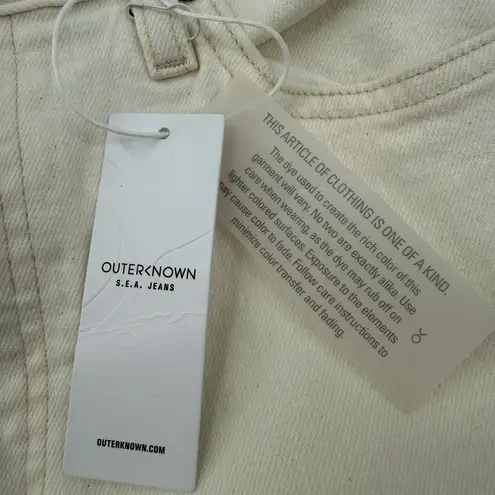 OUTERKNOWN
S.E.A. JEANS
OUTERKNOWN.COM
THIS ARTICLE OF CLOTHING IS ONE OF A KIND.
The dye used to create the rich color of this
garment will vary. No two are exactly alike. Use
care when wearing, as the dye may rub off on
lighter colored surfaces. Exposure to the elements
may cause color to fade. Follow care instructions to
minimize color transfer and fading.
OK